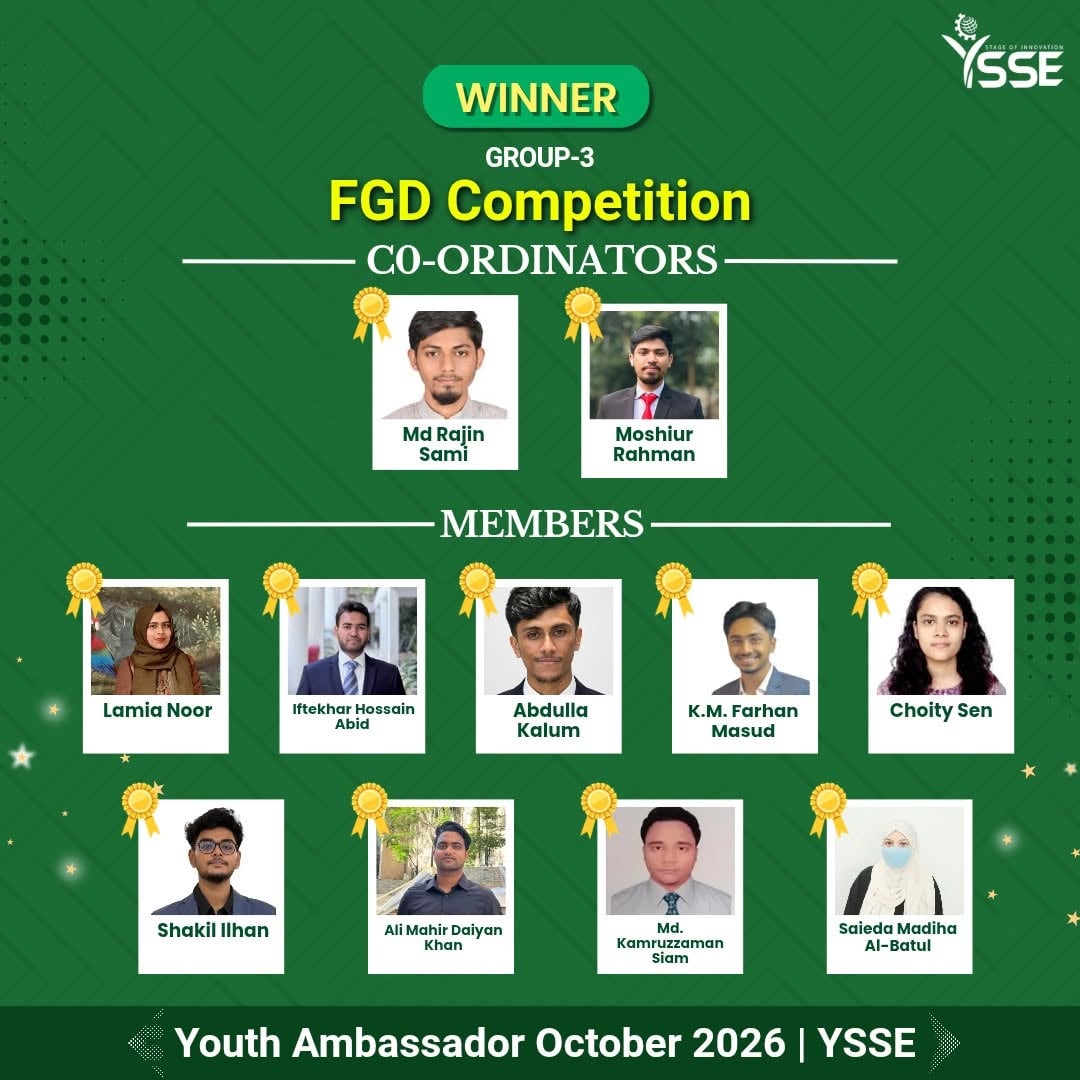 STAGE OF INNOVATION
YSSE
WINNER
GROUP-3
FGD Competition
C0-ORDINATORS
Md Rajin
Sami
Moshiur
Rahman
MEMBERS
Lamia Noor
Iftekhar Hossain
Abid
Abdulla
Kalum
K.M. Farhan
Masud
Choity Sen
Shakil Ilhan
Ali Mahir Daiyan
Khan
Md.
Kamruzzaman
Siam
Saieda Madiha
Al-Batul
Youth Ambassador October 2026 | YSSE